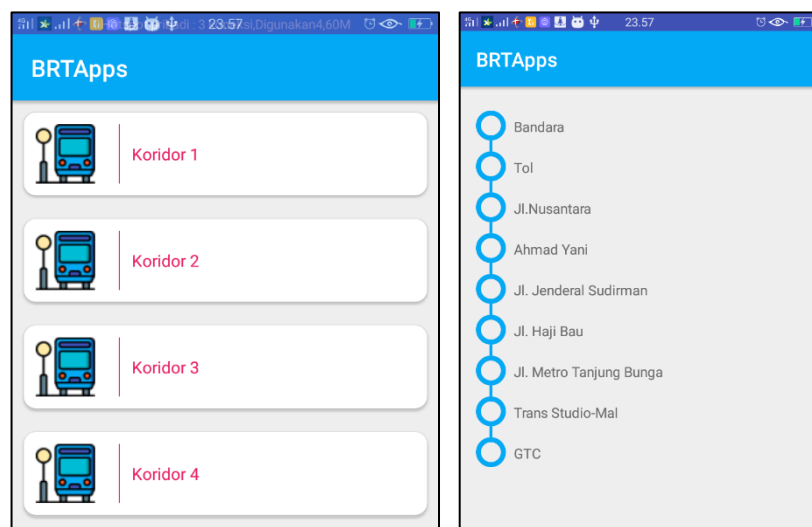 23.57
BRTApps
Koridor 1
Koridor 2
Koridor 3
Koridor 4
23.57
BRTApps
Bandara
Tol
Jl.Nusantara
Ahmad Yani
Jl. Jenderal Sudirman
Jl. Haji Bau
Jl. Metro Tanjung Bunga
Trans Studio-Mal
GTC